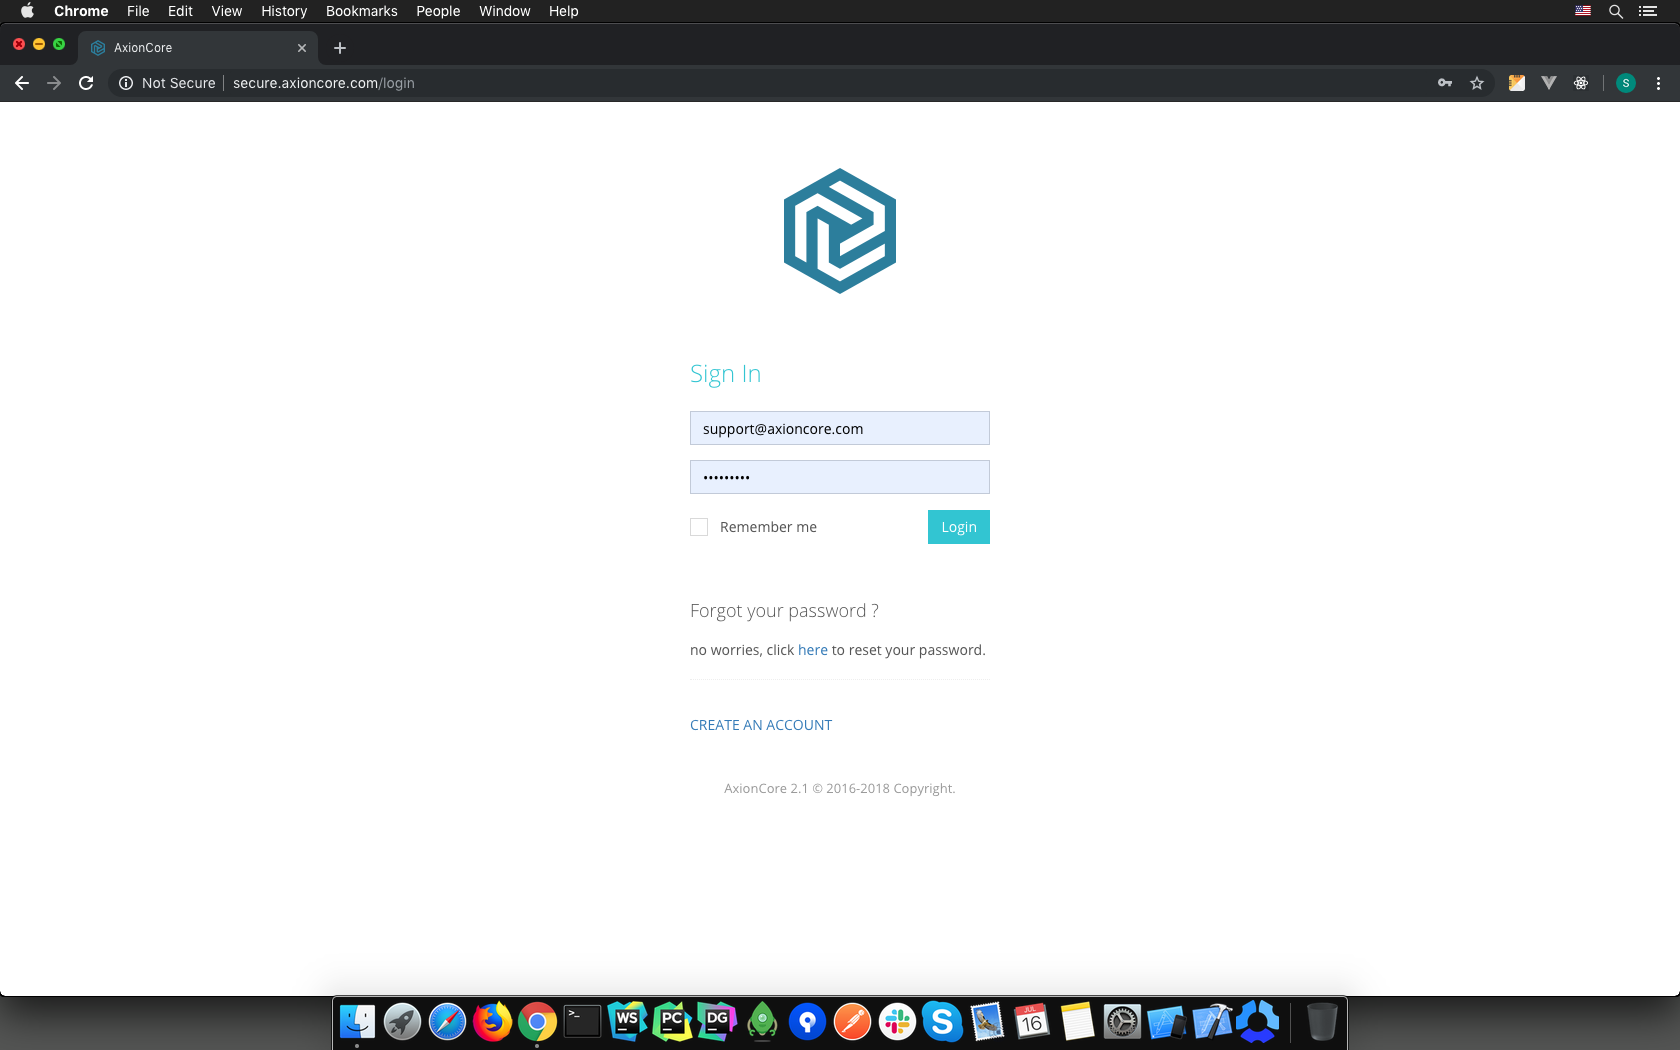 Chrome File Edit View History Bookmarks People Window Help
AxionCore
Not Secure secure.axioncore.com/login
S
Sign In
support@axioncore.com
•••••••••
Remember me Login
Forgot your password ?
no worries, click here to reset your password.
CREATE AN ACCOUNT
AxionCore 2.1 © 2016-2018 Copyright.
>_ WS PC DG S JUL 16